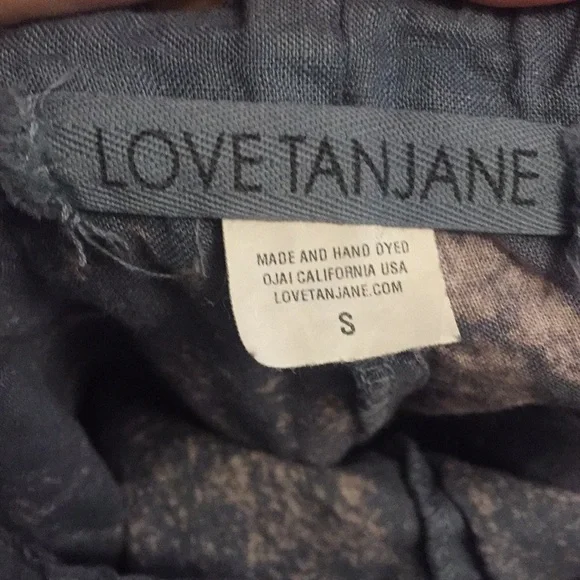 LOVE TANJANE
MADE AND HAND DYED
OJAI CALIFORNIA USA
LOVETANJANE.COM
S